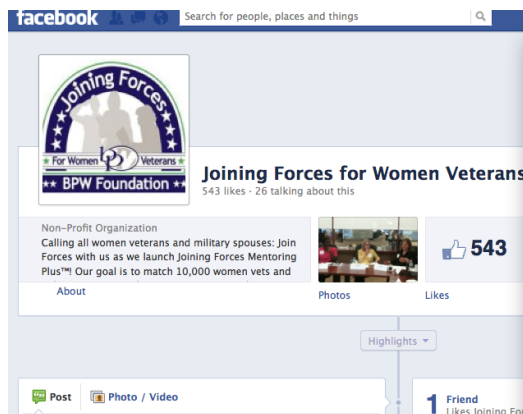 facebook
Search for people, places and things
Joining Forces
For Women bpw Veterans
BPW Foundation
Joining Forces for Women Veterans
543 likes · 26 talking about this
Non-Profit Organization
Calling all women veterans and military spouses: Join
Forces with us as we launch Joining Forces Mentoring
Plus™! Our goal is to match 10,000 women vets and
About
Photos
543
Likes
Highlights
Post
Photo / Video
1
Friend
Likes Joining